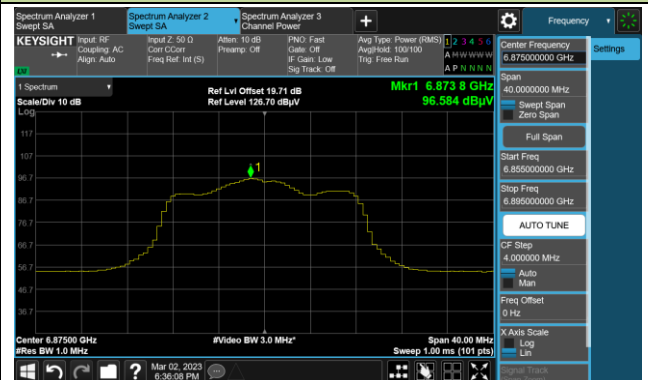 Spectrum Analyzer 1
Swept SA
Spectrum Analyzer 2
Swept SA
Spectrum Analyzer 3
Channel Power
Frequency
KEYSIGHT
Input: RF
Coupling: AC
Align: Auto
Input Z: 50 Ω
Corr CCorr
Freq Ref: Int (S)
Atten: 10 dB
Preamp: Off
PNO: Fast
Gate: Off
IF Gain: Low
Sig Track: Off
Avg Type: Power (RMS)
Avg|Hold: 100/100
Trig: Free Run
1 2 3 4 5 6
A W W W W W
A P N N N N
LXI
Center Frequency
6.875000000 GHz
Settings
Span
40.0000000 MHz
Swept Span
Zero Span
Full Span
Start Freq
6.855000000 GHz
Stop Freq
6.895000000 GHz
AUTO TUNE
CF Step
4.000000 MHz
Auto
Man
Freq Offset
0 Hz
X Axis Scale
Log
Lin
Signal Track
1 Spectrum
Scale/Div 10 dB
Log
Ref Lvl Offset 19.71 dB
Ref Level 126.70 dBµV
Mkr1 6.873 8 GHz
96.584 dBµV
1
117
107
96.7
86.7
76.7
66.7
56.7
46.7
36.7
Center 6.87500 GHz
#Res BW 1.0 MHz
#Video BW 3.0 MHz*
Span 40.00 MHz
Sweep 1.00 ms (101 pts)
Mar 02, 2023
6:36:08 PM